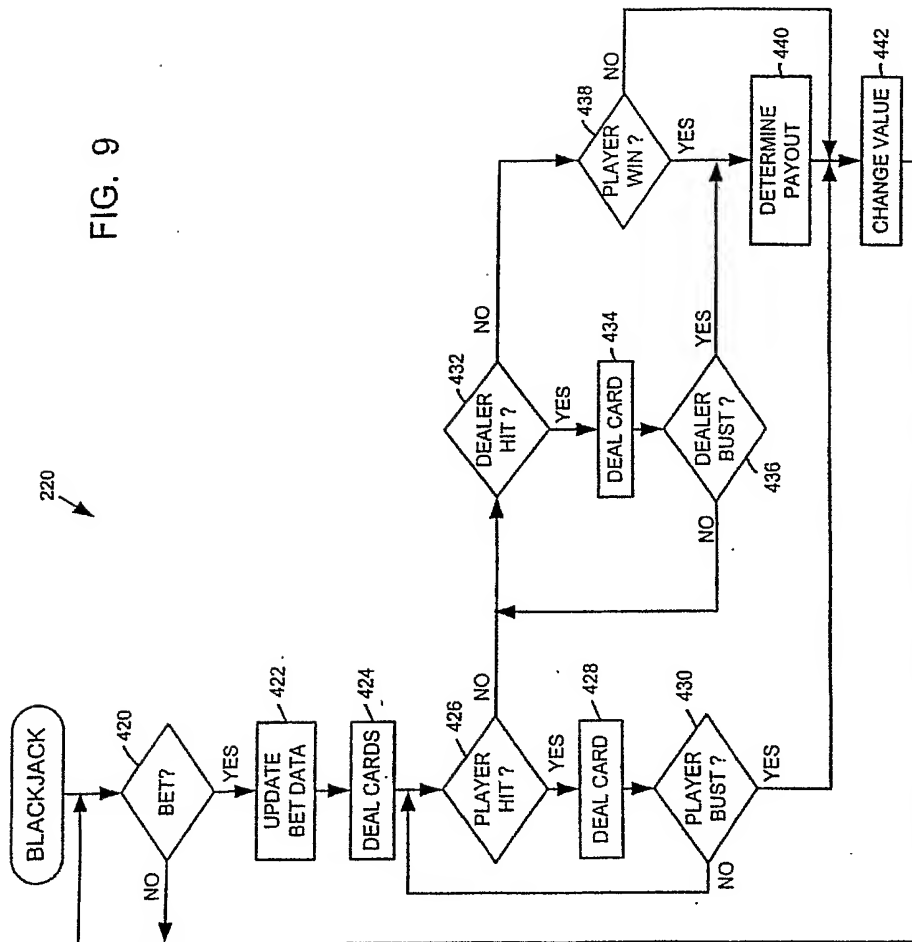 FIG. 9
220
BLACKJACK
420
BET?
NO
YES
422
UPDATE
BET DATA
424
DEAL CARDS
426
PLAYER
HIT ?
NO
YES
428
DEAL CARD
430
PLAYER
BUST ?
NO
YES
432
DEALER
HIT ?
NO
YES
434
DEAL CARD
DEALER
BUST ?
436
NO
YES
438
PLAYER
WIN ?
NO
YES
440
DETERMINE
PAYOUT
442
CHANGE VALUE